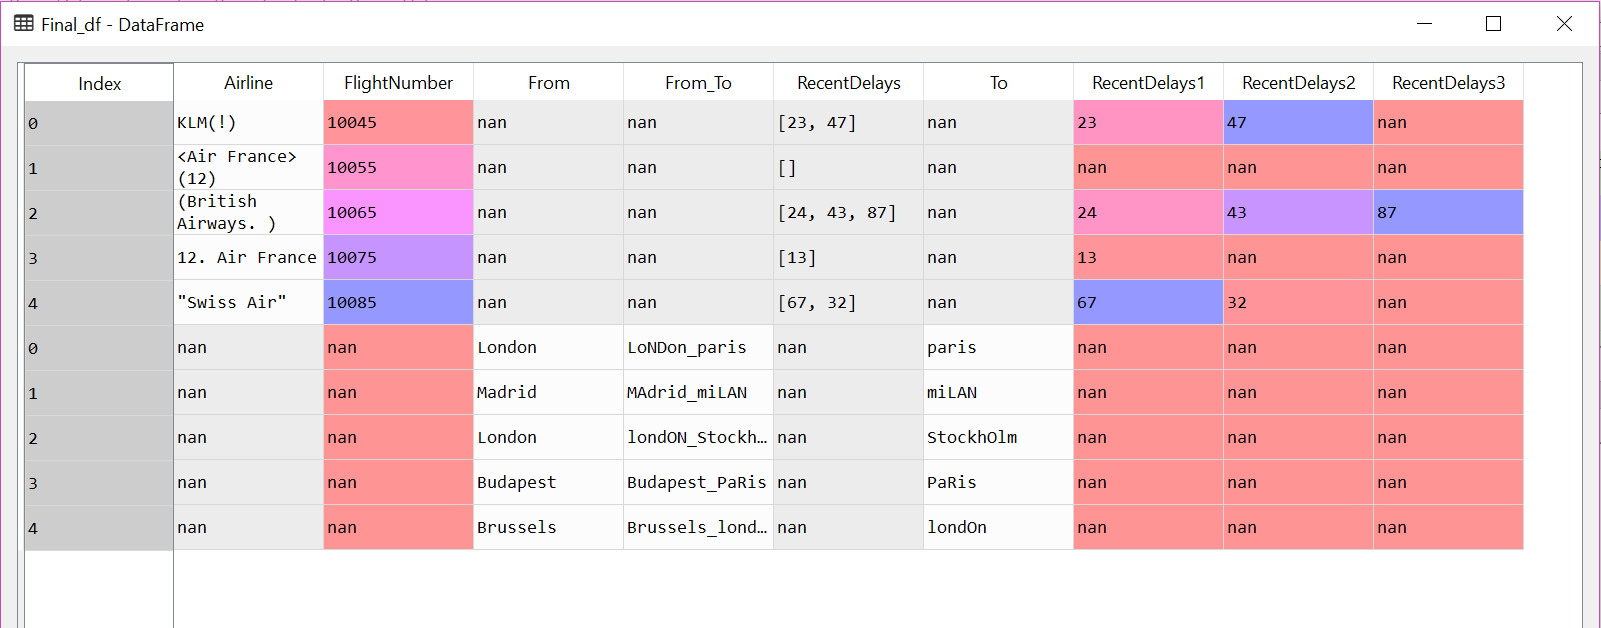 Final_df - DataFrame
Index Airline FlightNumber From From_To RecentDelays To RecentDelays1 RecentDelays2 RecentDelays3
0 KLM(!) 10045 nan nan [23, 47] nan 23 47 nan
1 <Air France> (12) 10055 nan nan [] nan nan nan nan
2 (British Airways. ) 10065 nan nan [24, 43, 87] nan 24 43 87
3 12. Air France 10075 nan nan [13] nan 13 nan nan
4 "Swiss Air" 10085 nan nan [67, 32] nan 67 32 nan
0 nan nan London LoNDon_paris nan paris nan nan nan
1 nan nan Madrid MAdrid_miLAN nan miLAN nan nan nan
2 nan nan London londON_Stockh… nan StockhOlm nan nan nan
3 nan nan Budapest Budapest_PaRis nan PaRis nan nan nan
4 nan nan Brussels Brussels_lond… nan londOn nan nan nan